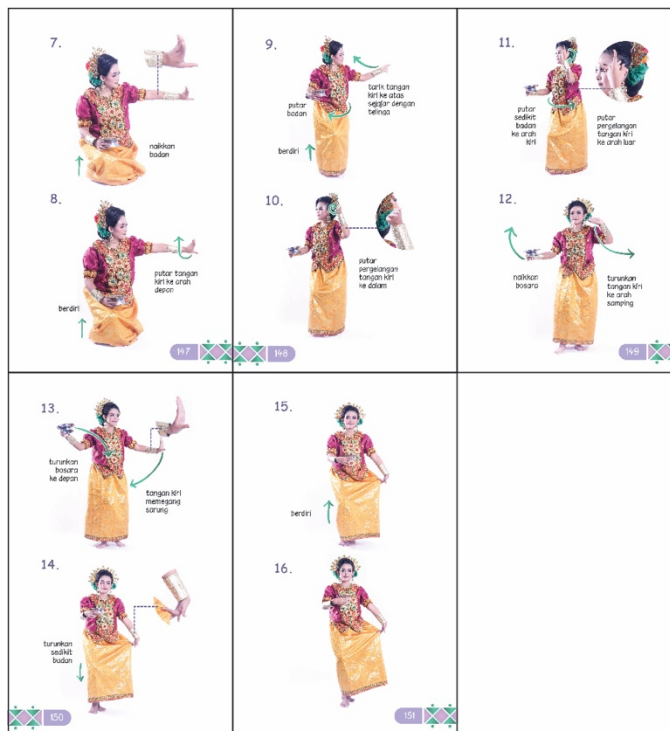 7.
naikkan
badan
8.
putar tangan
kiri ke arah
depan
berdiri
147
9.
tarik tangan
kiri ke atas
sejajar dengan
telinga
putar
badan
berdiri
10.
putar
pergelangan
tangan kiri
ke dalam
148
11.
putar
sedikit
badan
ke arah
kiri
putar
pergelangan
tangan kiri
ke arah luar
12.
naikkan
bosara
turunkan
tangan kiri
ke arah
samping
149
13.
turunkan
bosara
ke depan
tangan kiri
memegang
sarung
14.
turunkan
sedikit
badan
150
15.
berdiri
16.
151